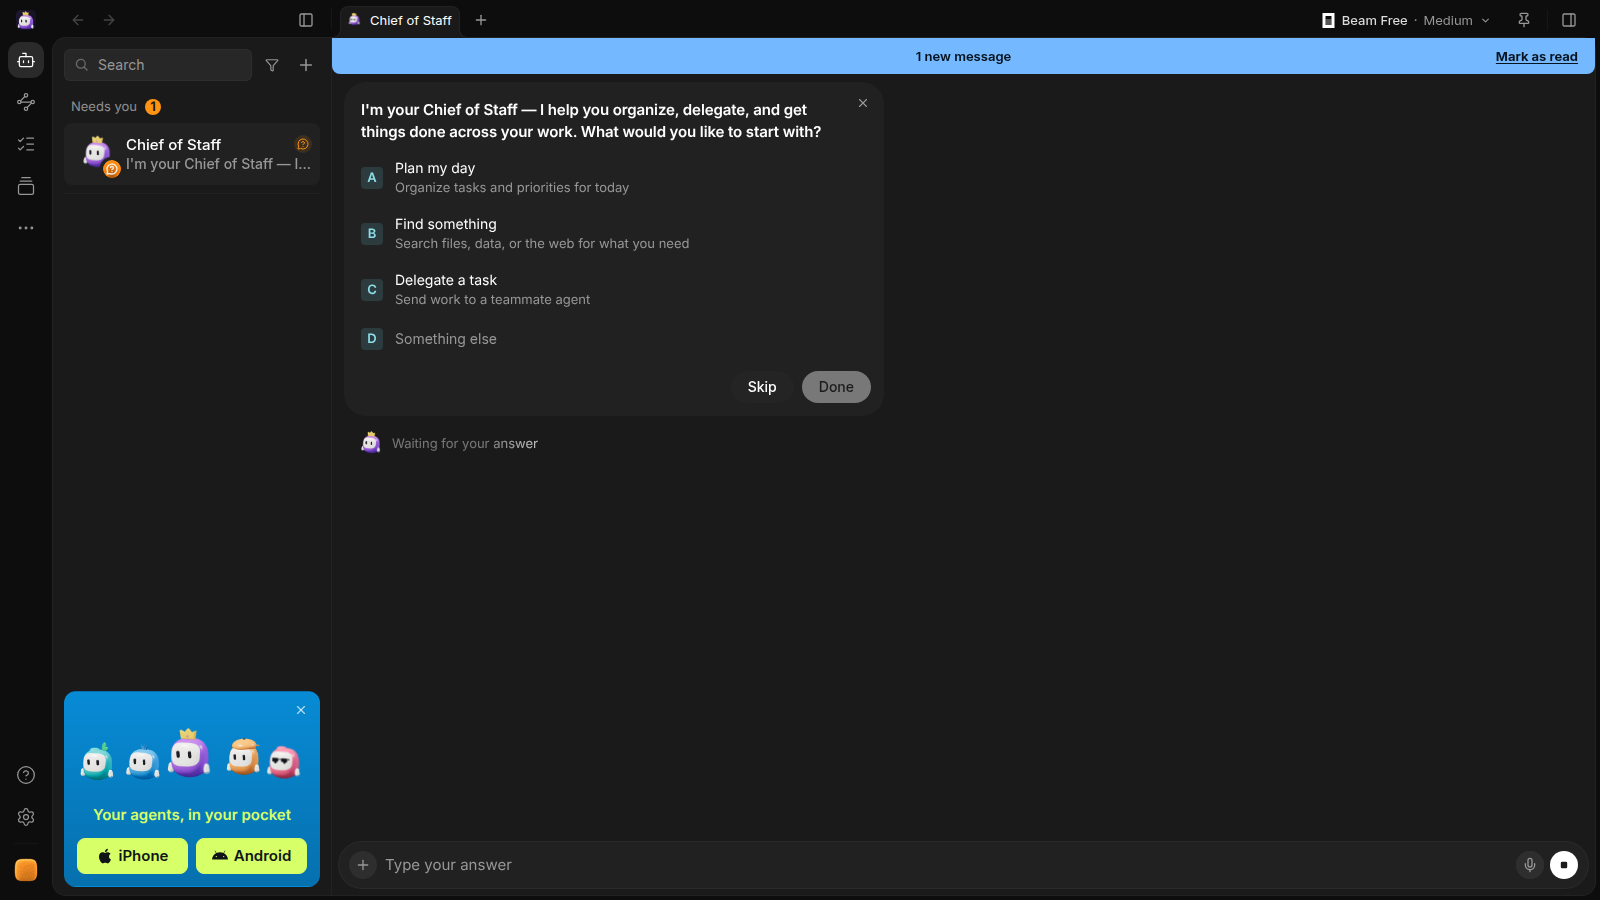 Chief of Staff
Beam Free · Medium
Search
Needs you 1
Chief of Staff
I'm your Chief of Staff — I...
1 new message
Mark as read
I'm your Chief of Staff — I help you organize, delegate, and get
things done across your work. What would you like to start with?
A
Plan my day
Organize tasks and priorities for today
B
Find something
Search files, data, or the web for what you need
C
Delegate a task
Send work to a teammate agent
D
Something else
Skip
Done
Waiting for your answer
Your agents, in your pocket
iPhone
Android
Type your answer